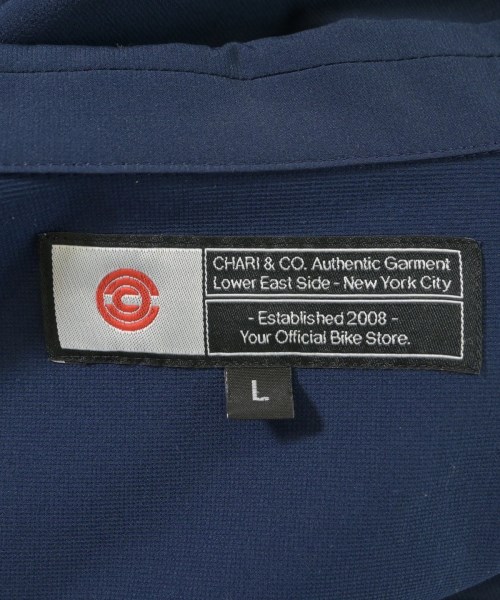 CHARI & CO. Authentic Garment
Lower East Side - New York City
- Established 2008 -
Your Official Bike Store.
L